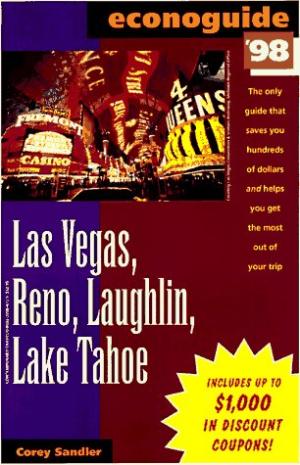 econoguide
'98
The only
guide that
saves you
hundreds
of dollars
and helps
you get
the most
out of
your trip
FREMONT
CASINO
4
QUEENS
Las Vegas,
Reno, Laughlin,
Lake Tahoe
INCLUDES UP TO
$1,000
IN DISCOUNT
COUPONS!
Corey Sandler